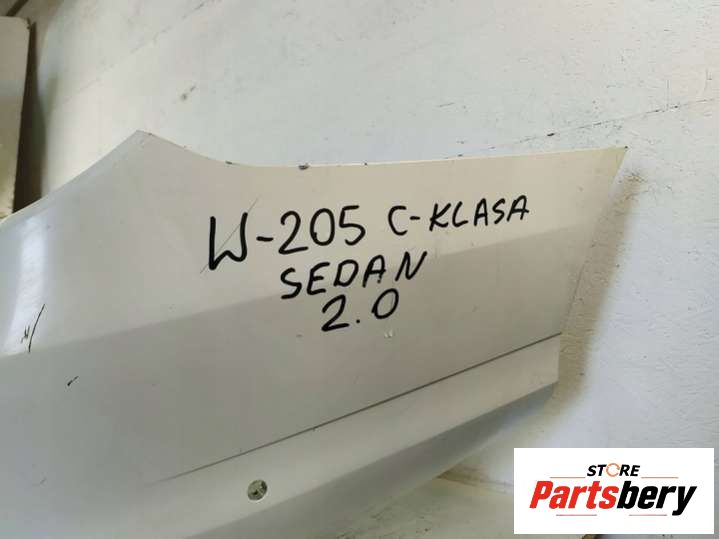 W-205 C-KLASA
SEDAN
2.0
STORE
Partsbery